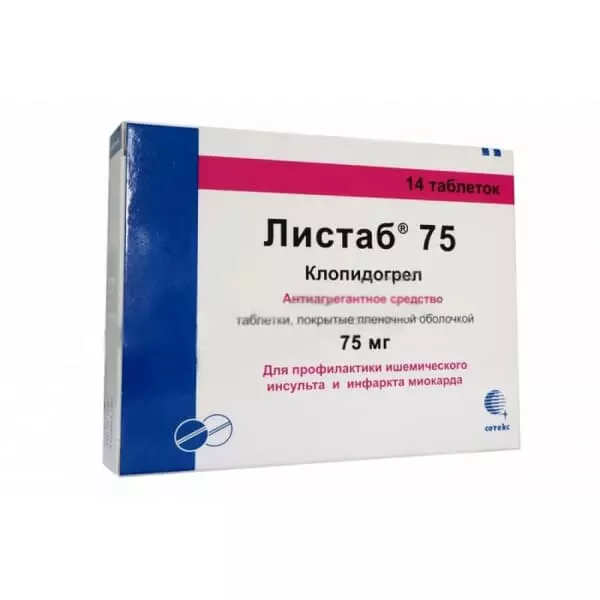 14 таблеток
Листаб® 75
Клопидогрел
Антиагрегантное средство
таблетки, покрытые пленочной оболочкой
75 мг
Для профилактики ишемического
инсульта и инфаркта миокарда
сотекс